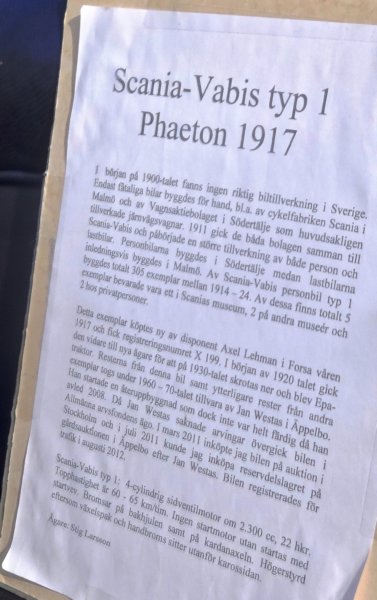 Scania-Vabis typ 1
Phaeton 1917
I början på 1900-talet fanns ingen riktig biltillverkning i Sverige.
Endast fåtaliga bilar byggdes för hand, bl.a. av cykelfabriken Scania i
Malmö och av Vagnsaktiebolaget i Södertälje som huvudsakligen
tillverkade järnvägsvagnar. 1911 gick de båda bolagen samman till
Scania-Vabis och påbörjade en större tillverkning av både person och
lastbilar. Personbilarna byggdes i Södertälje medan lastbilarna
inledningsvis byggdes i Malmö. Av Scania-Vabis personbil typ 1
byggdes totalt 305 exemplar mellan 1914 – 24. Av dessa finns totalt 5
exemplar bevarade vara ett i Scanias museum, 2 på andra museér och
2 hos privatpersoner.
Detta exemplar köptes ny av disponent Axel Lehman i Forsa våren
1917 och fick registreringsnumret X 199. I början av 1920 talet gick
den vidare till nya ägare för att på 1930-talet skrotas ner och blev Epa-
traktor. Resterna från denna bil samt ytterligare rester från andra
exemplar togs under 1960 – 70-talet tillvara av Jan Westas i Äppelbo.
Han startade en återuppbyggnad som dock inte var helt färdig då han
avled 2008. Då Jan Westas saknade arvingar övergick bilen i
Allmänna arvsfondens ägo. I mars 2011 inköpte jag bilen på auktion i
Stockholm och i juli 2011 kunde jag inköpa reservdelslagret på
gårdsauktionen i Äppelbo efter Jan Westas. Bilen registrerades för
trafik i augusti 2012.
Scania-Vabis typ 1; 4-cylindrig sidventilmotor om 2.300 cc, 22 hkr.
Topphastighet är 60 - 65 km/tim. Ingen startmotor utan startas med
startvev. Bromsar på bakhjulen samt på kardanaxeln. Högerstyrd
eftersom växelspak och handbroms sitter utanför karossidan.
Ägare: Stig Larsson